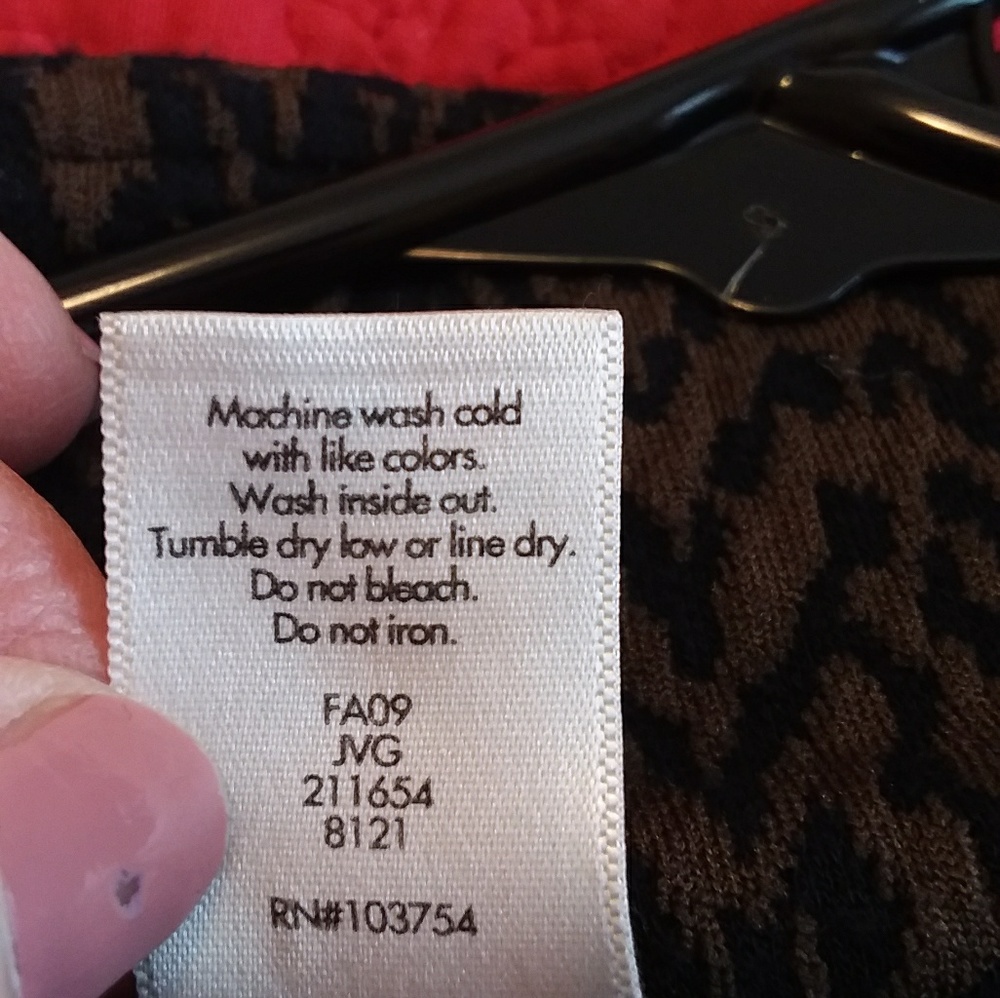 Machine wash cold
with like colors.
Wash inside out.
Tumble dry low or line dry.
Do not bleach.
Do not iron.
FA09
JVG
211654
8121
RN#103754